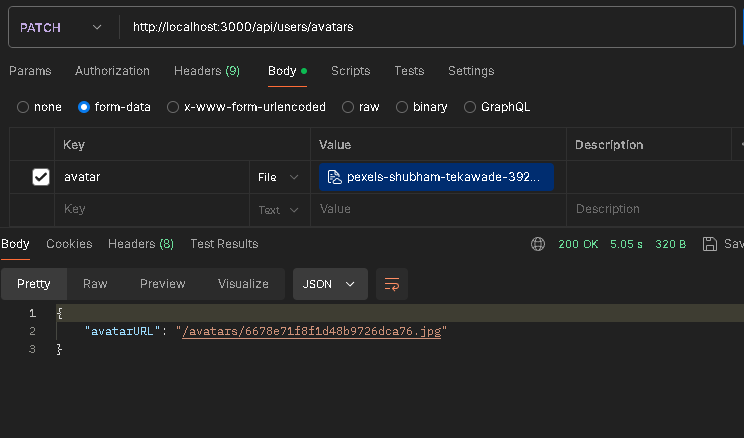 PATCH http://localhost:3000/api/users/avatars
Params Authorization Headers (9) Body Scripts Tests Settings
none form-data x-www-form-urlencoded raw binary GraphQL
Key Value Description
avatar File pexels-shubham-tekawade-392...
Key Text Value Description
Body Cookies Headers (8) Test Results 200 OK 5.05 s 320 B Sav
Pretty Raw Preview Visualize JSON
1 {
2 "avatarURL": "/avatars/6678e71f8f1d48b9726dca76.jpg"
3 }